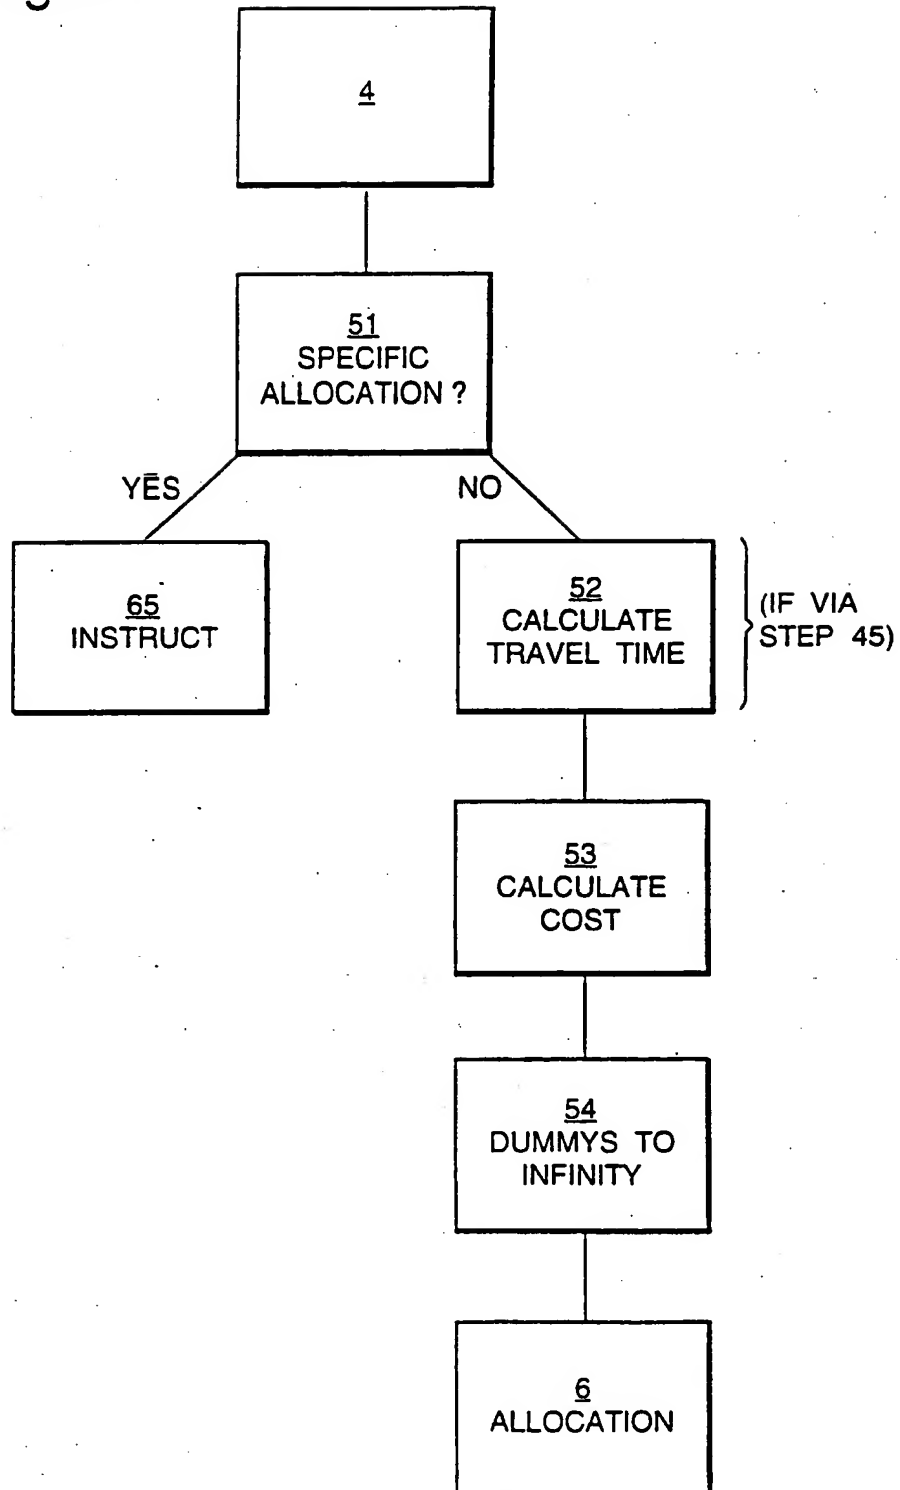 4
51
SPECIFIC
ALLOCATION ?
YES
NO
65
INSTRUCT
52
CALCULATE
TRAVEL TIME
(IF VIA
STEP 45)
53
CALCULATE
COST
54
DUMMYS TO
INFINITY
6
ALLOCATION